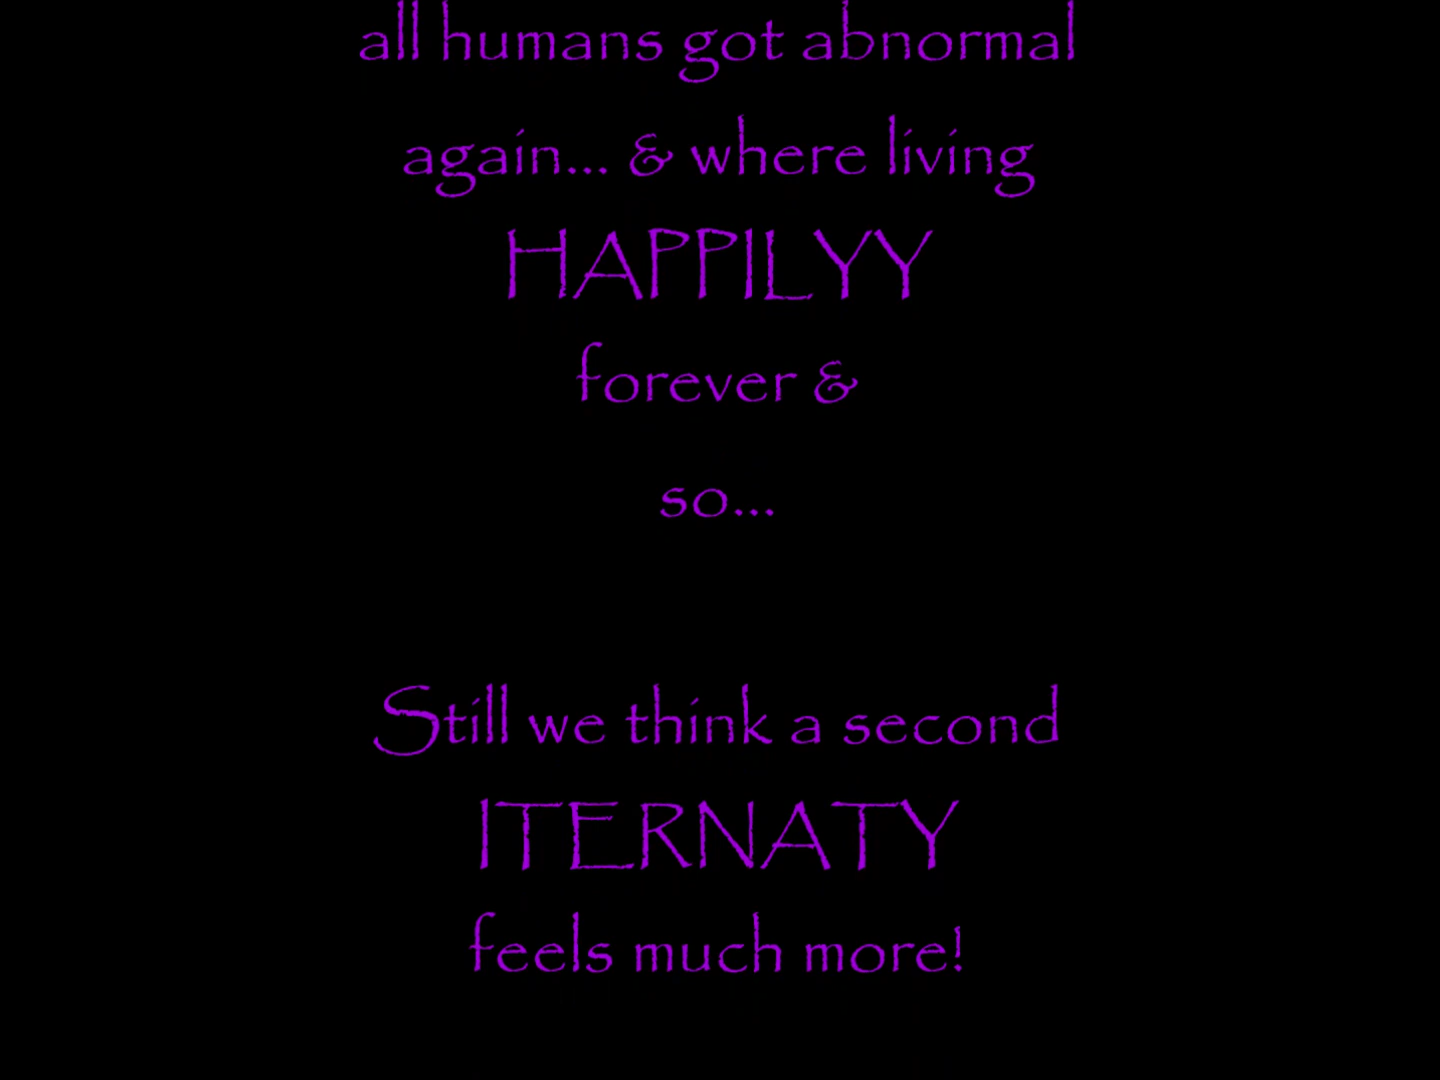 all humans got abnormal
again... & where living
HAPPILYY
forever &
so...
Still we think a second
ITERNATY
feels much more!